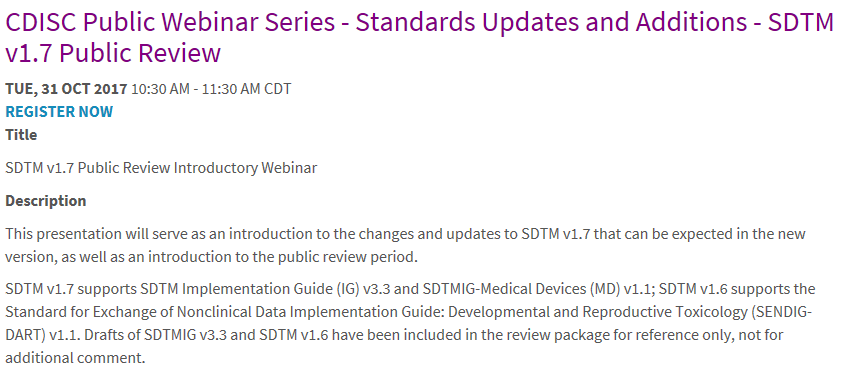 CDISC Public Webinar Series - Standards Updates and Additions - SDTM
v1.7 Public Review
TUE, 31 OCT 2017 10:30 AM - 11:30 AM CDT
REGISTER NOW
Title
SDTM v1.7 Public Review Introductory Webinar
Description
This presentation will serve as an introduction to the changes and updates to SDTM v1.7 that can be expected in the new
version, as well as an introduction to the public review period.
SDTM v1.7 supports SDTM Implementation Guide (IG) v3.3 and SDTMIG-Medical Devices (MD) v1.1; SDTM v1.6 supports the
Standard for Exchange of Nonclinical Data Implementation Guide: Developmental and Reproductive Toxicology (SENDIG-
DART) v1.1. Drafts of SDTMIG v3.3 and SDTM v1.6 have been included in the review package for reference only, not for
additional comment.